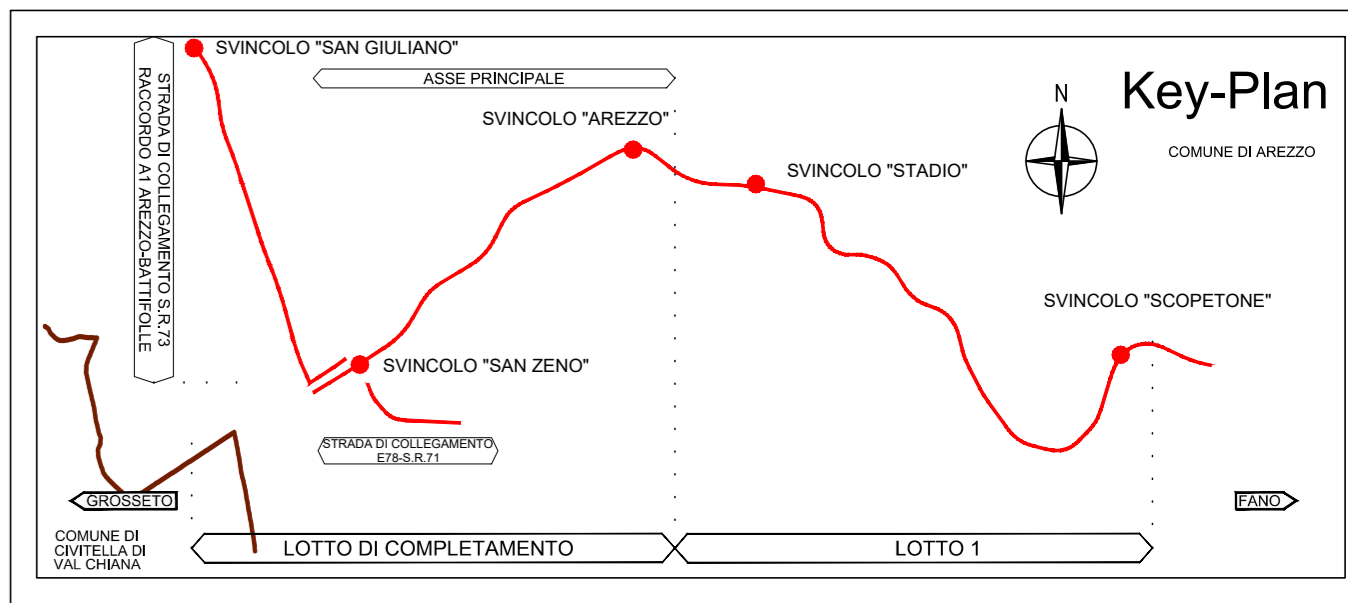 SVINCOLO "SAN GIULIANO"
STRADA DI COLLEGAMENTO S.R.73
RACCORDO A1 AREZZO-BATTIFOLLE
ASSE PRINCIPALE
Key-Plan
N
SVINCOLO "AREZZO"
COMUNE DI AREZZO
SVINCOLO "STADIO"
SVINCOLO "SCOPETONE"
SVINCOLO "SAN ZENO"
STRADA DI COLLEGAMENTO
E78-S.R.71
GROSSETO
FANO
COMUNE DI
CIVITELLA DI
VAL CHIANA
LOTTO DI COMPLETAMENTO
LOTTO 1